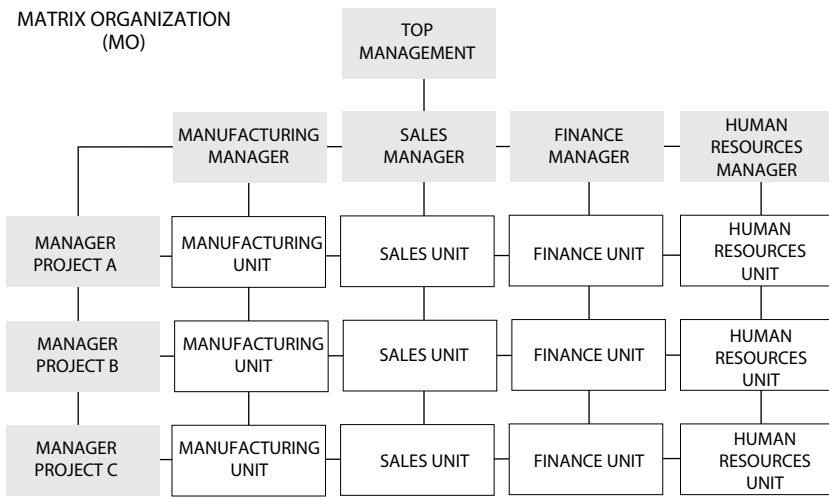 MATRIX ORGANIZATION
(MO)
TOP
MANAGEMENT
MANUFACTURING
MANAGER
SALES
MANAGER
FINANCE
MANAGER
HUMAN
RESOURCES
MANAGER
MANAGER
PROJECT A
MANUFACTURING
UNIT
SALES UNIT
FINANCE UNIT
HUMAN
RESOURCES
UNIT
MANAGER
PROJECT B
MANUFACTURING
UNIT
SALES UNIT
FINANCE UNIT
HUMAN
RESOURCES
UNIT
MANAGER
PROJECT C
MANUFACTURING
UNIT
SALES UNIT
FINANCE UNIT
HUMAN
RESOURCES
UNIT